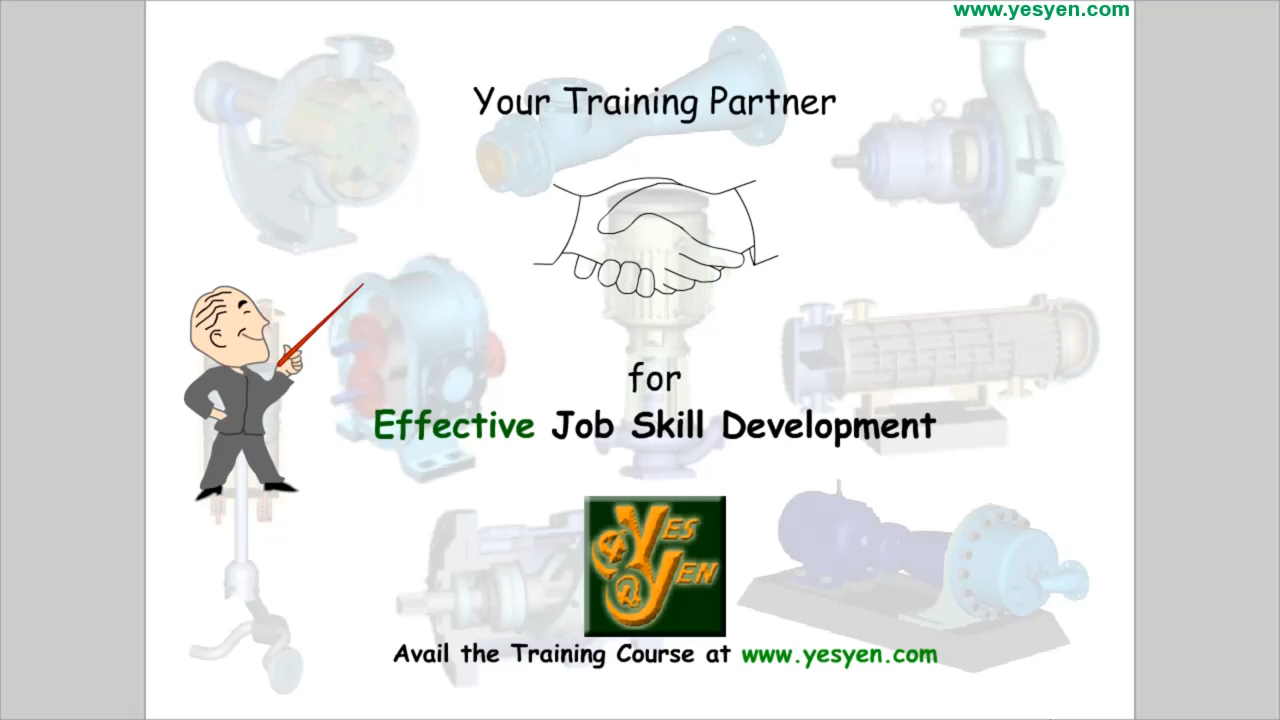 www.yesyen.com
Your Training Partner
for
Effective Job Skill Development
YES
YEN
Avail the Training Course at www.yesyen.com